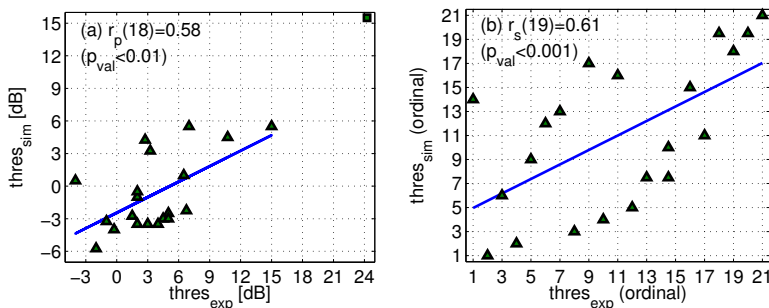 (a) r_p(18)=0.58
(p_val<0.01)
15
12
9
6
3
0
−3
−6
thres_sim [dB]
−3 0 3 6 9 12 15 18 21 24
thres_exp [dB]
(b) r_s(19)=0.61
(p_val<0.001)
21
19
17
15
13
11
9
7
5
3
1
thres_sim (ordinal)
1 3 5 7 9 11 13 15 17 19 21
thres_exp (ordinal)